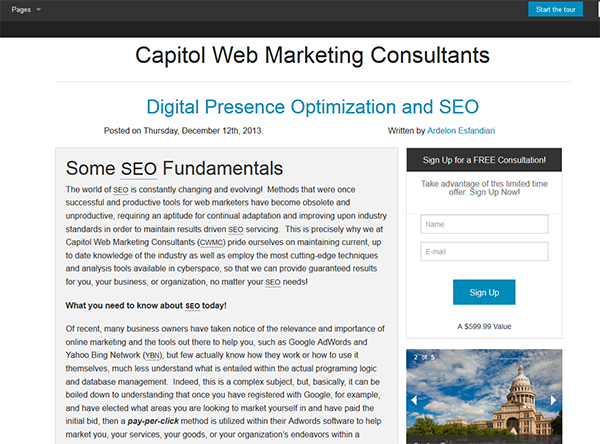 Pages
Start the tour
Capitol Web Marketing Consultants
Digital Presence Optimization and SEO
Posted on Thursday, December 12th, 2013.
Written by Ardelon Esfandiari
Some SEO Fundamentals
The world of SEO is constantly changing and evolving! Methods that were once
successful and productive tools for web marketers have become obsolete and
unproductive, requiring an aptitude for continual adaptation and improving upon industry
standards in order to maintain results driven SEO servicing. This is precisely why we at
Capitol Web Marketing Consultants (CWMC) pride ourselves on maintaining current, up
to date knowledge of the industry as well as employ the most cutting-edge techniques
and analysis tools available in cyberspace, so that we can provide guaranteed results
for you, your business, or organization, no matter your SEO needs!
What you need to know about SEO today!
Of recent, many business owners have taken notice of the relevance and importance of
online marketing and the tools out there to help you, such as Google AdWords and
Yahoo Bing Network (YBN), but few actually know how they work or how to use it
themselves, much less understand what is entailed within the actual programing logic
and database management. Indeed, this is a complex subject, but, basically, it can be
boiled down to understanding that once you have registered with Google, for example,
and have elected what areas you are looking to market yourself in and have paid the
initial bid, then a pay-per-click method is utilized within their Adwords software to help
market you, your services, your goods, or your organization's endeavors within a
Sign Up for a FREE Consultation!
Take advantage of this limited time
offer. Sign Up Now!
Name
E-mail
Sign Up
A $599.99 Value
2 of 5